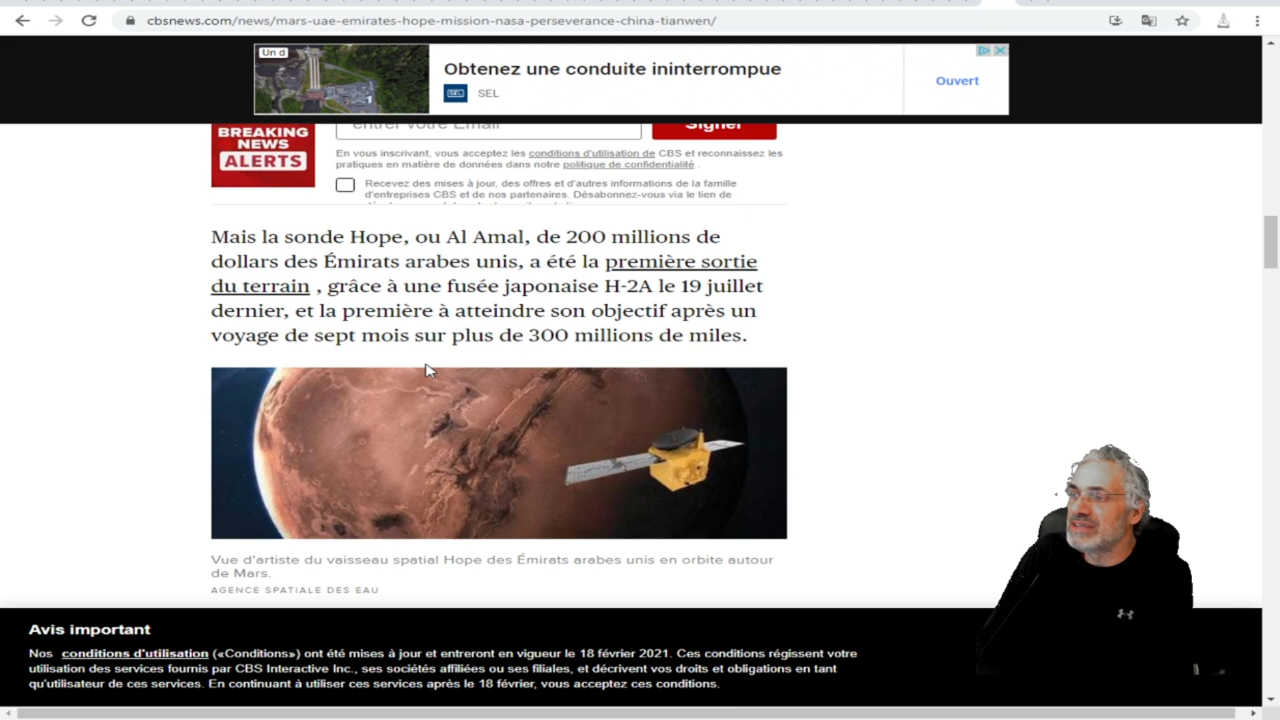 cbsnews.com/news/mars-uae-emirates-hope-mission-nasa-perseverance-china-tianwen/
Un d
Obtenez une conduite ininterrompue
SEL SEL
Ouvert
1
BREAKING
NEWS
ALERTS
entrer votre Email
Signer
En vous inscrivant, vous acceptez les conditions d'utilisation de CBS et reconnaissez les
pratiques en matière de données dans notre politique de confidentialité .
Recevez des mises à jour, des offres et d'autres informations de la famille
d'entreprises CBS et de nos partenaires. Désabonnez-vous via le lien de
Mais la sonde Hope, ou Al Amal, de 200 millions de
dollars des Émirats arabes unis, a été la première sortie
du terrain , grâce à une fusée japonaise H-2A le 19 juillet
dernier, et la première à atteindre son objectif après un
voyage de sept mois sur plus de 300 millions de miles.
Vue d'artiste du vaisseau spatial Hope des Émirats arabes unis en orbite autour
de Mars.
AGENCE SPATIALE DES EAU
Avis important
Nos conditions d'utilisation («Conditions») ont été mises à jour et entreront en vigueur le 18 février 2021. Ces conditions régissent votre
utilisation des services fournis par CBS Interactive Inc., ses sociétés affiliées ou ses filiales, et décrivent vos droits et obligations en tant
qu'utilisateur de ces services. En continuant à utiliser ces services après le 18 février, vous acceptez ces conditions.